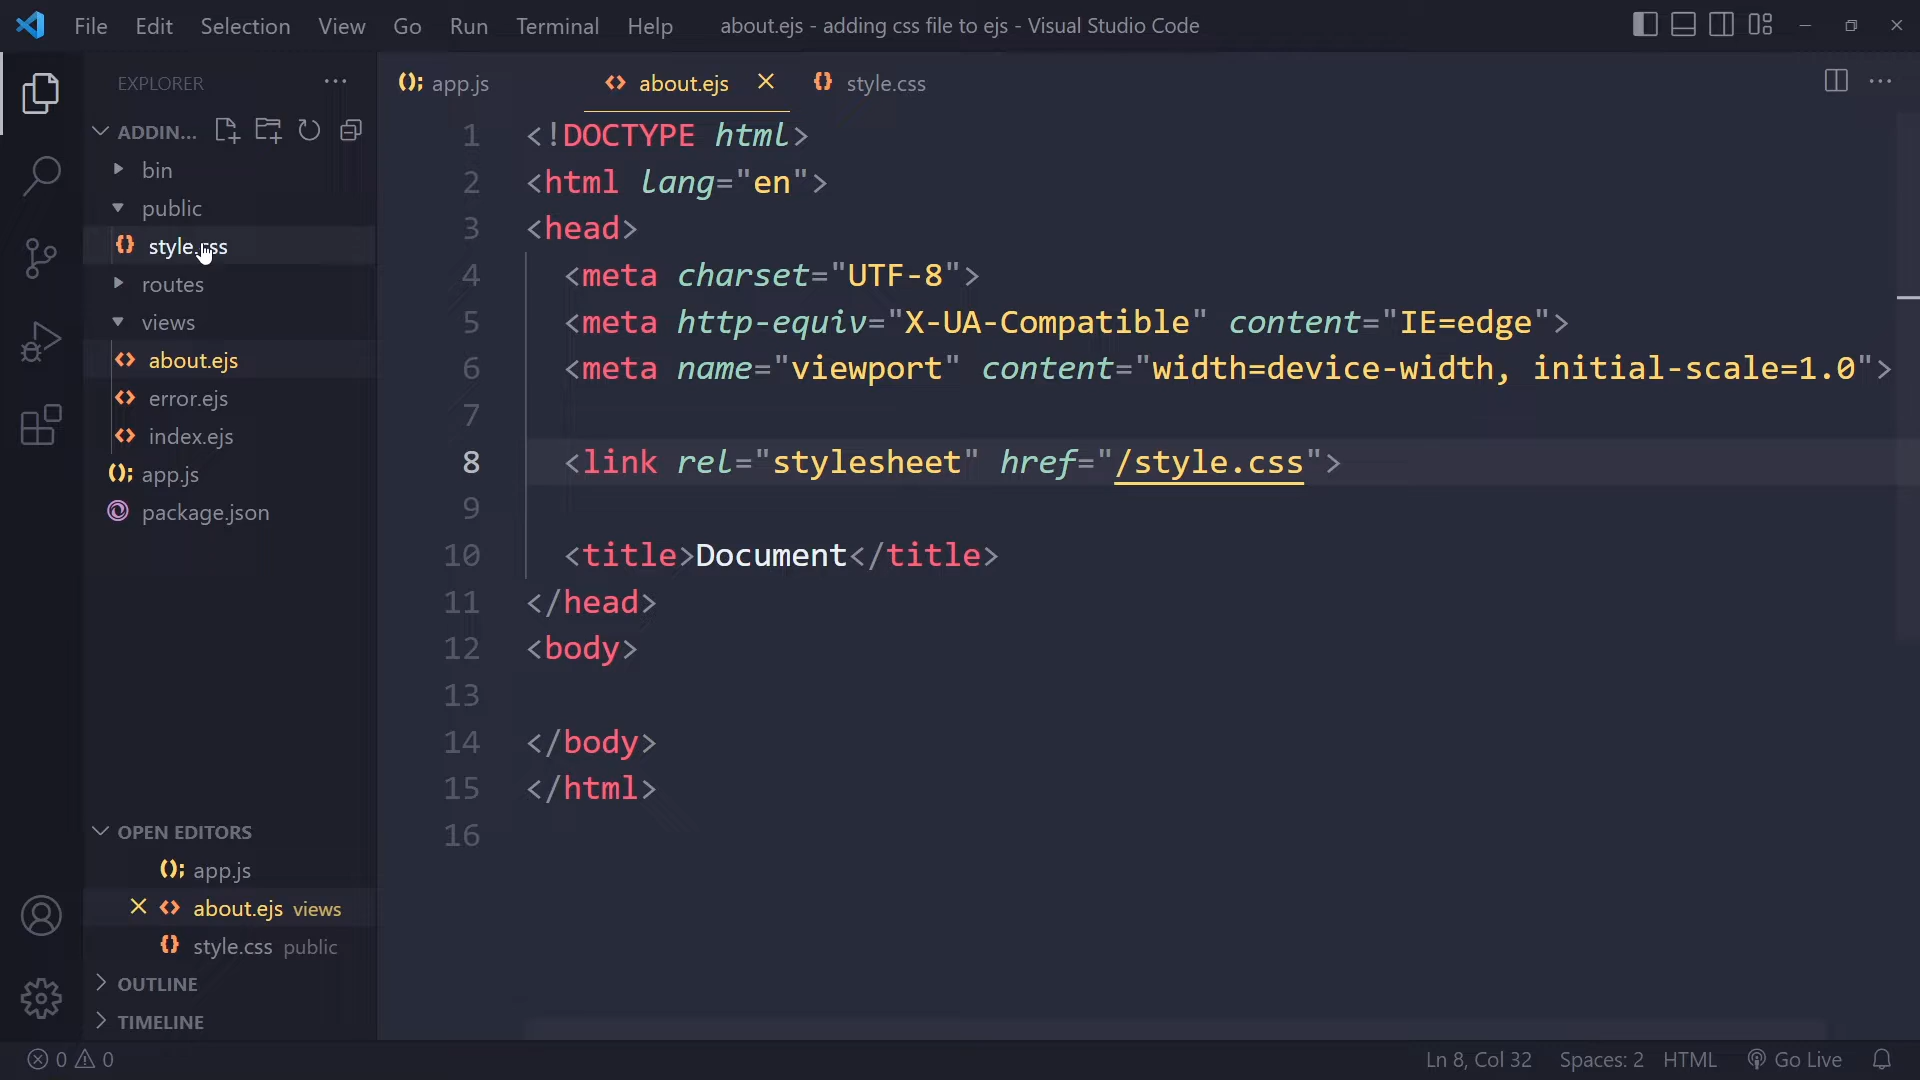 File Edit Selection View Go Run Terminal Help about.ejs - adding css file to ejs - Visual Studio Code
EXPLORER
ADDIN...
bin
public
style.css
routes
views
about.ejs
error.ejs
index.ejs
app.js
package.json
OPEN EDITORS
app.js
about.ejs views
style.css public
OUTLINE
TIMELINE
app.js about.ejs style.css
1 <!DOCTYPE html>
2 <html lang="en">
3 <head>
4 <meta charset="UTF-8">
5 <meta http-equiv="X-UA-Compatible" content="IE=edge">
6 <meta name="viewport" content="width=device-width, initial-scale=1.0">
7
8 <link rel="stylesheet" href="/style.css">
9
10 <title>Document</title>
11 </head>
12 <body>
13
14 </body>
15 </html>
16
0 0 Ln 8, Col 32 Spaces: 2 HTML Go Live